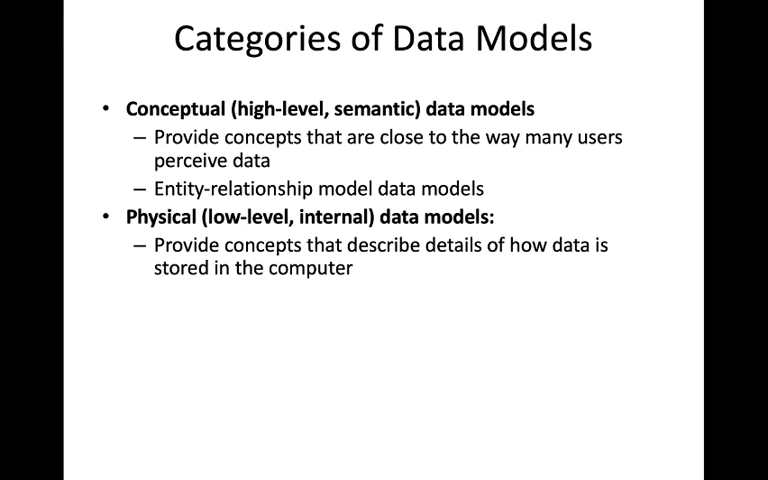 Categories of Data Models
• Conceptual (high-level, semantic) data models
– Provide concepts that are close to the way many users
perceive data
– Entity-relationship model data models
• Physical (low-level, internal) data models:
– Provide concepts that describe details of how data is
stored in the computer